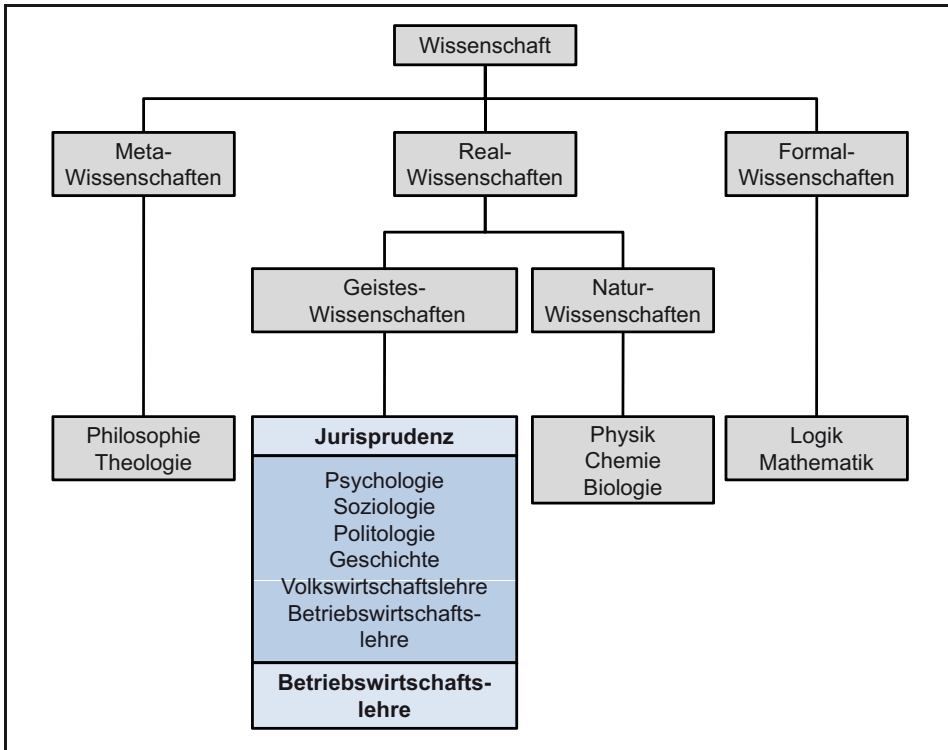 Wissenschaft
Meta-
Wissenschaften
Real-
Wissenschaften
Formal-
Wissenschaften
Geistes-
Wissenschaften
Natur-
Wissenschaften
Philosophie
Theologie
Jurisprudenz
Psychologie
Soziologie
Politologie
Geschichte
Volkswirtschaftslehre
Betriebswirtschafts-
lehre
Betriebswirtschafts-
lehre
Physik
Chemie
Biologie
Logik
Mathematik